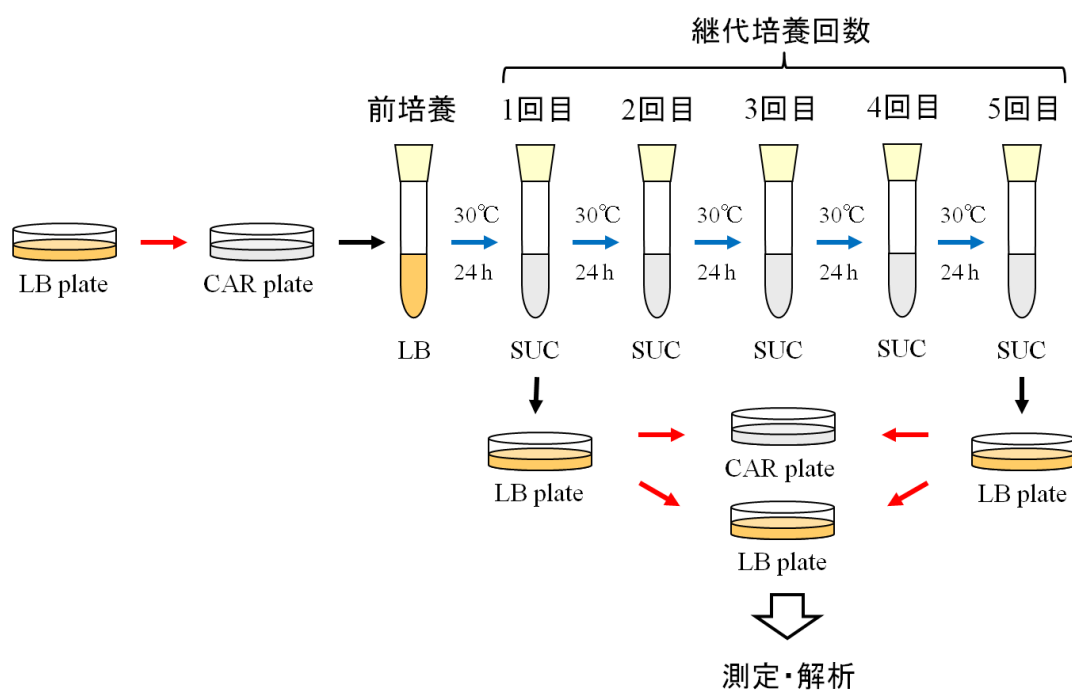 継代培養回数
前培養
1回目
2回目
3回目
4回目
5回目
30℃
30℃
30℃
30℃
30℃
24 h
24 h
24 h
24 h
24 h
LB plate
CAR plate
LB
SUC
SUC
SUC
SUC
SUC
LB plate
CAR plate
LB plate
LB plate
測定・解析